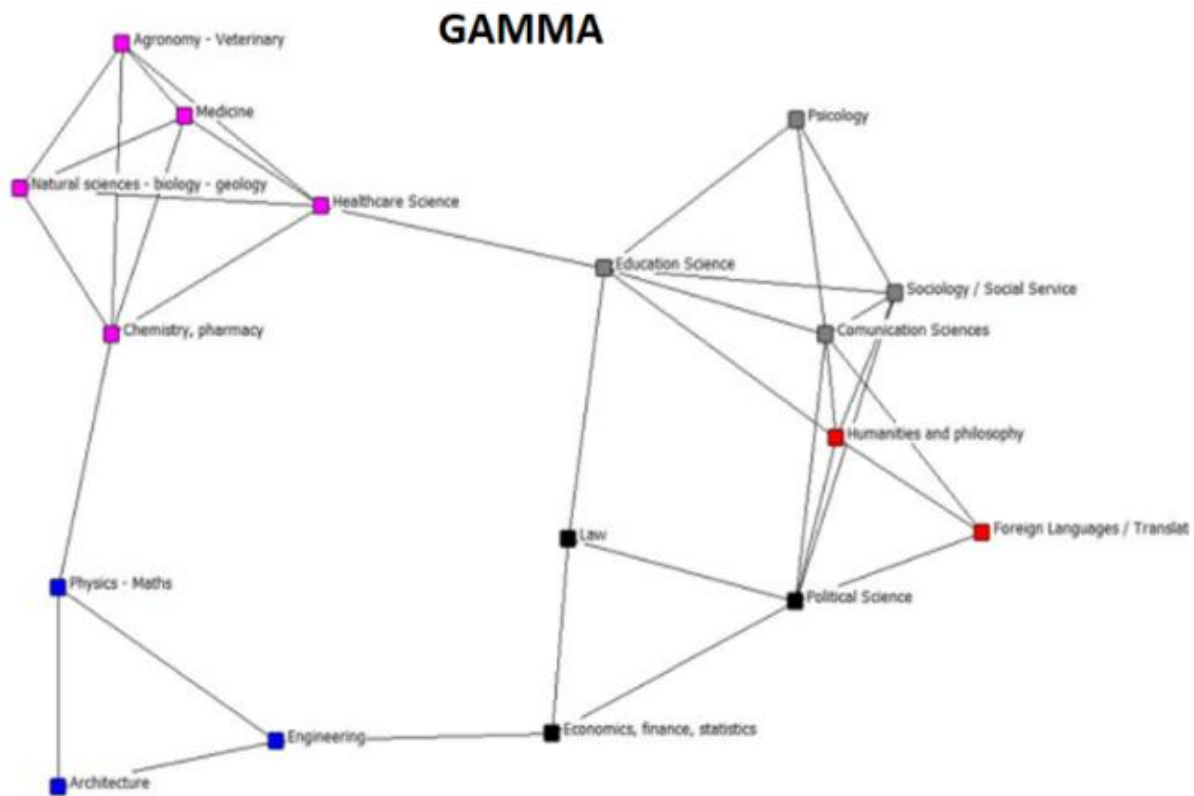 GAMMA
Agronomy - Veterinary
Medicine
Psicology
Natural sciences - biology - geology
Healthcare Science
Education Science
Sociology / Social Service
Chemistry, pharmacy
Comunication Sciences
Humanities and philosophy
Foreign Languages / Translat
Law
Physics - Maths
Political Science
Economics, finance, statistics
Engineering
Architecture